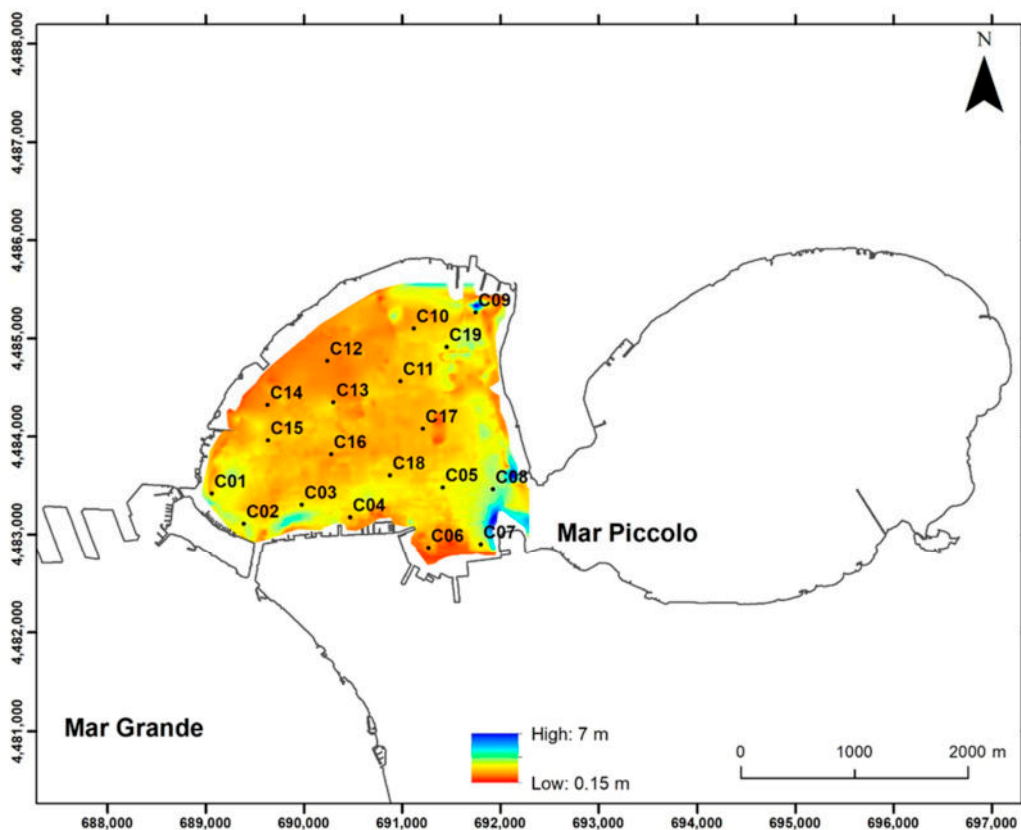 N
4,488,000
4,487,000
4,486,000
4,485,000
4,484,000
4,483,000
4,482,000
4,481,000
C09
C10
C19
C12
C11
C14
C13
C17
C15
C16
C18
C05
C08
C01
C03
C04
C02
C06
C07
Mar Piccolo
Mar Grande
High: 7 m
Low: 0.15 m
0 1000 2000 m
688,000 689,000 690,000 691,000 692,000 693,000 694,000 695,000 696,000 697,000